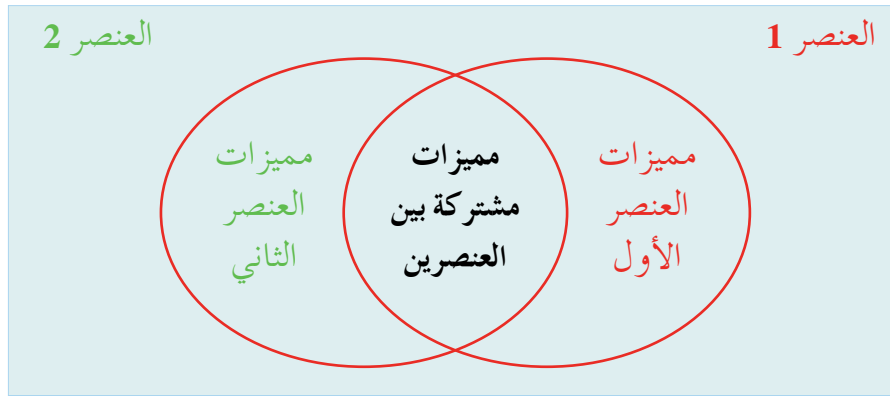 العنصر 1
العنصر 2
مميزات
العنصر
الأول
مميزات
مشتركة بين
العنصرين
مميزات
العنصر
الثاني